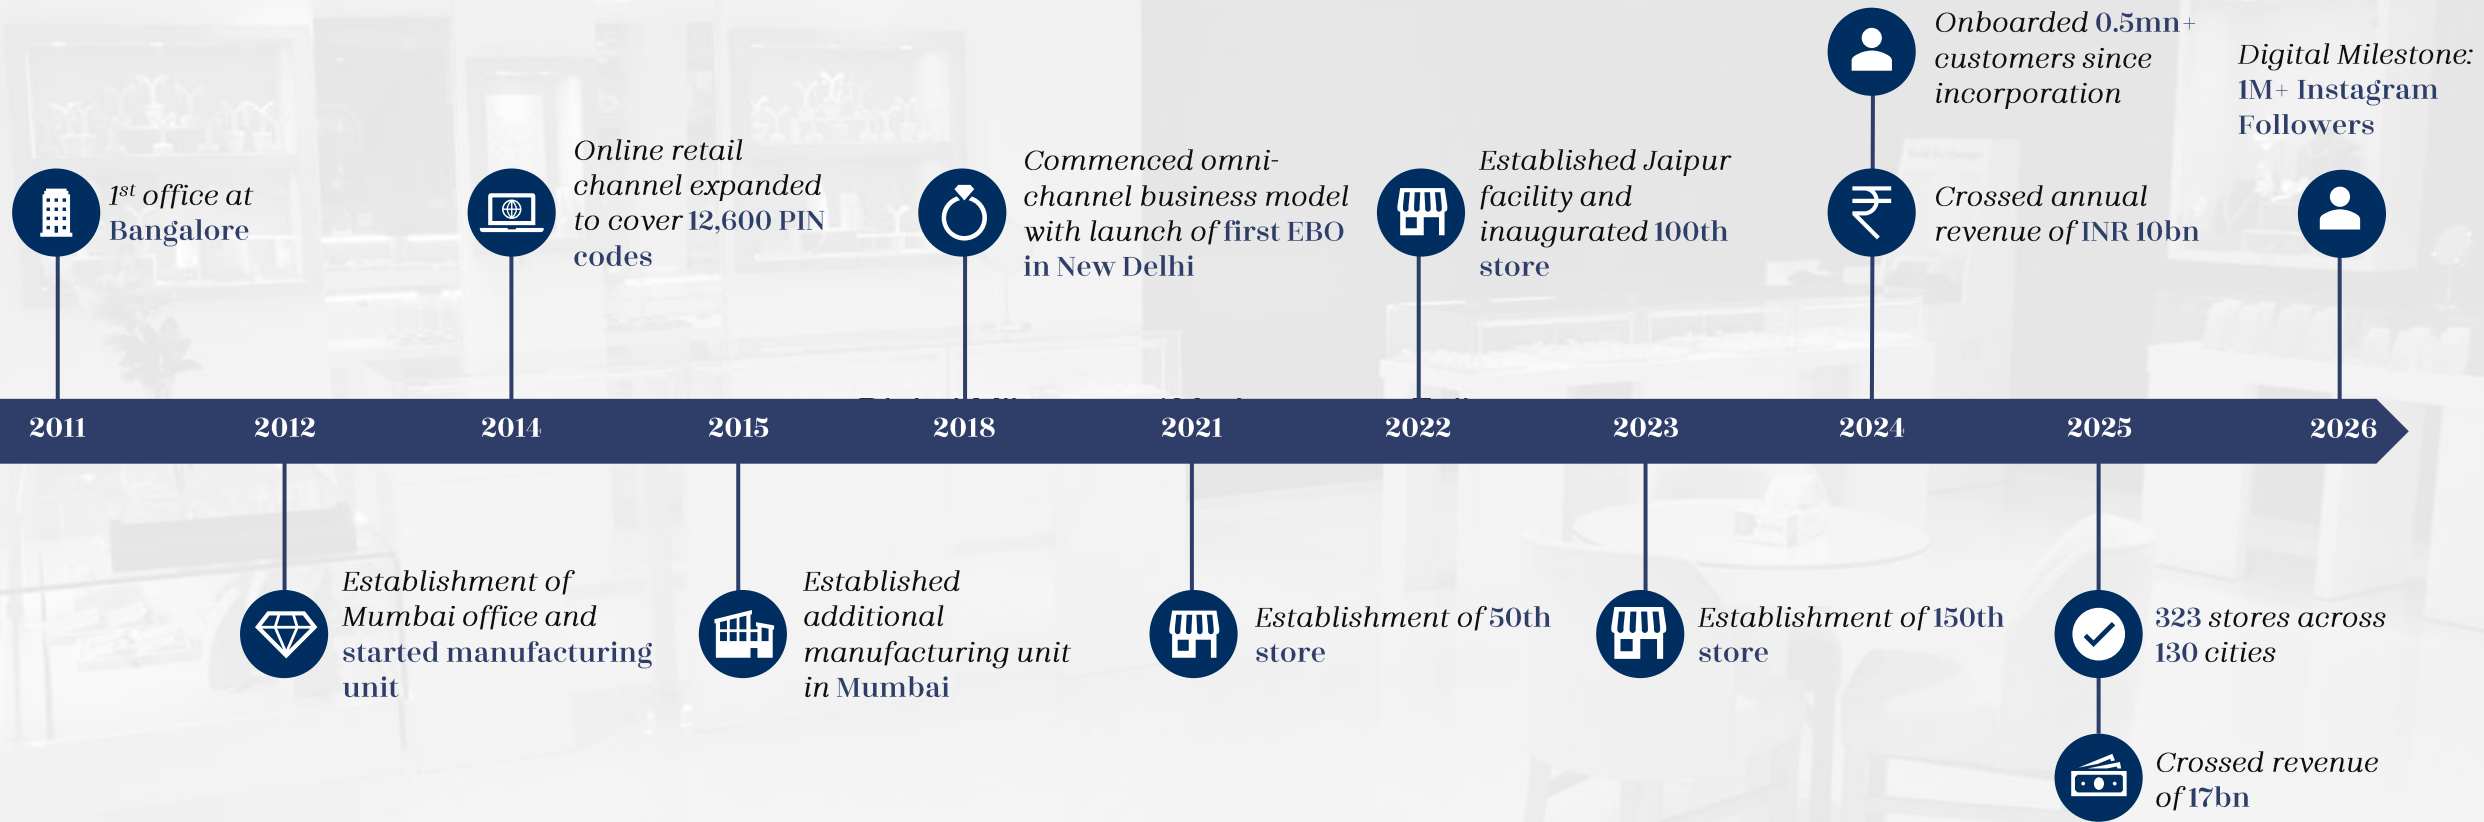 Onboarded 0.5mn+
customers since
incorporation
Digital Milestone:
1M+ Instagram
Followers
1st office at
Bangalore
Online retail
channel expanded
to cover 12,600 PIN
codes
Commenced omni-
channel business model
with launch of first EBO
in New Delhi
Established Jaipur
facility and
inaugurated 100th
store
Crossed annual
revenue of INR 10bn
2011 2012 2014 2015 2018 2021 2022 2023 2024 2025 2026
Establishment of
Mumbai office and
started manufacturing
unit
Established
additional
manufacturing unit
in Mumbai
Establishment of 50th
store
Establishment of 150th
store
323 stores across
130 cities
Crossed revenue
of 17bn